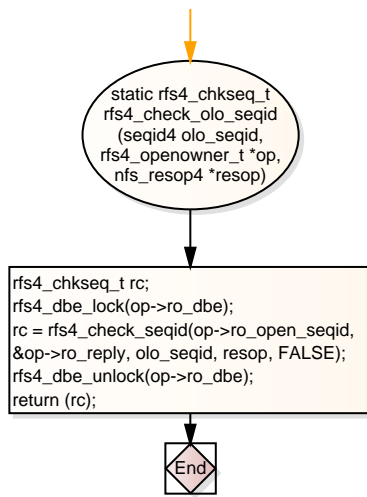 static rfs4_chkseq_t
rfs4_check_olo_seqid
(seqid4 olo_seqid,
rfs4_openowner_t *op,
nfs_resop4 *resop)
rfs4_chkseq_t rc;
rfs4_dbe_lock(op->ro_dbe);
rc = rfs4_check_seqid(op->ro_open_seqid,
&op->ro_reply, olo_seqid, resop, FALSE);
rfs4_dbe_unlock(op->ro_dbe);
return (rc);
End